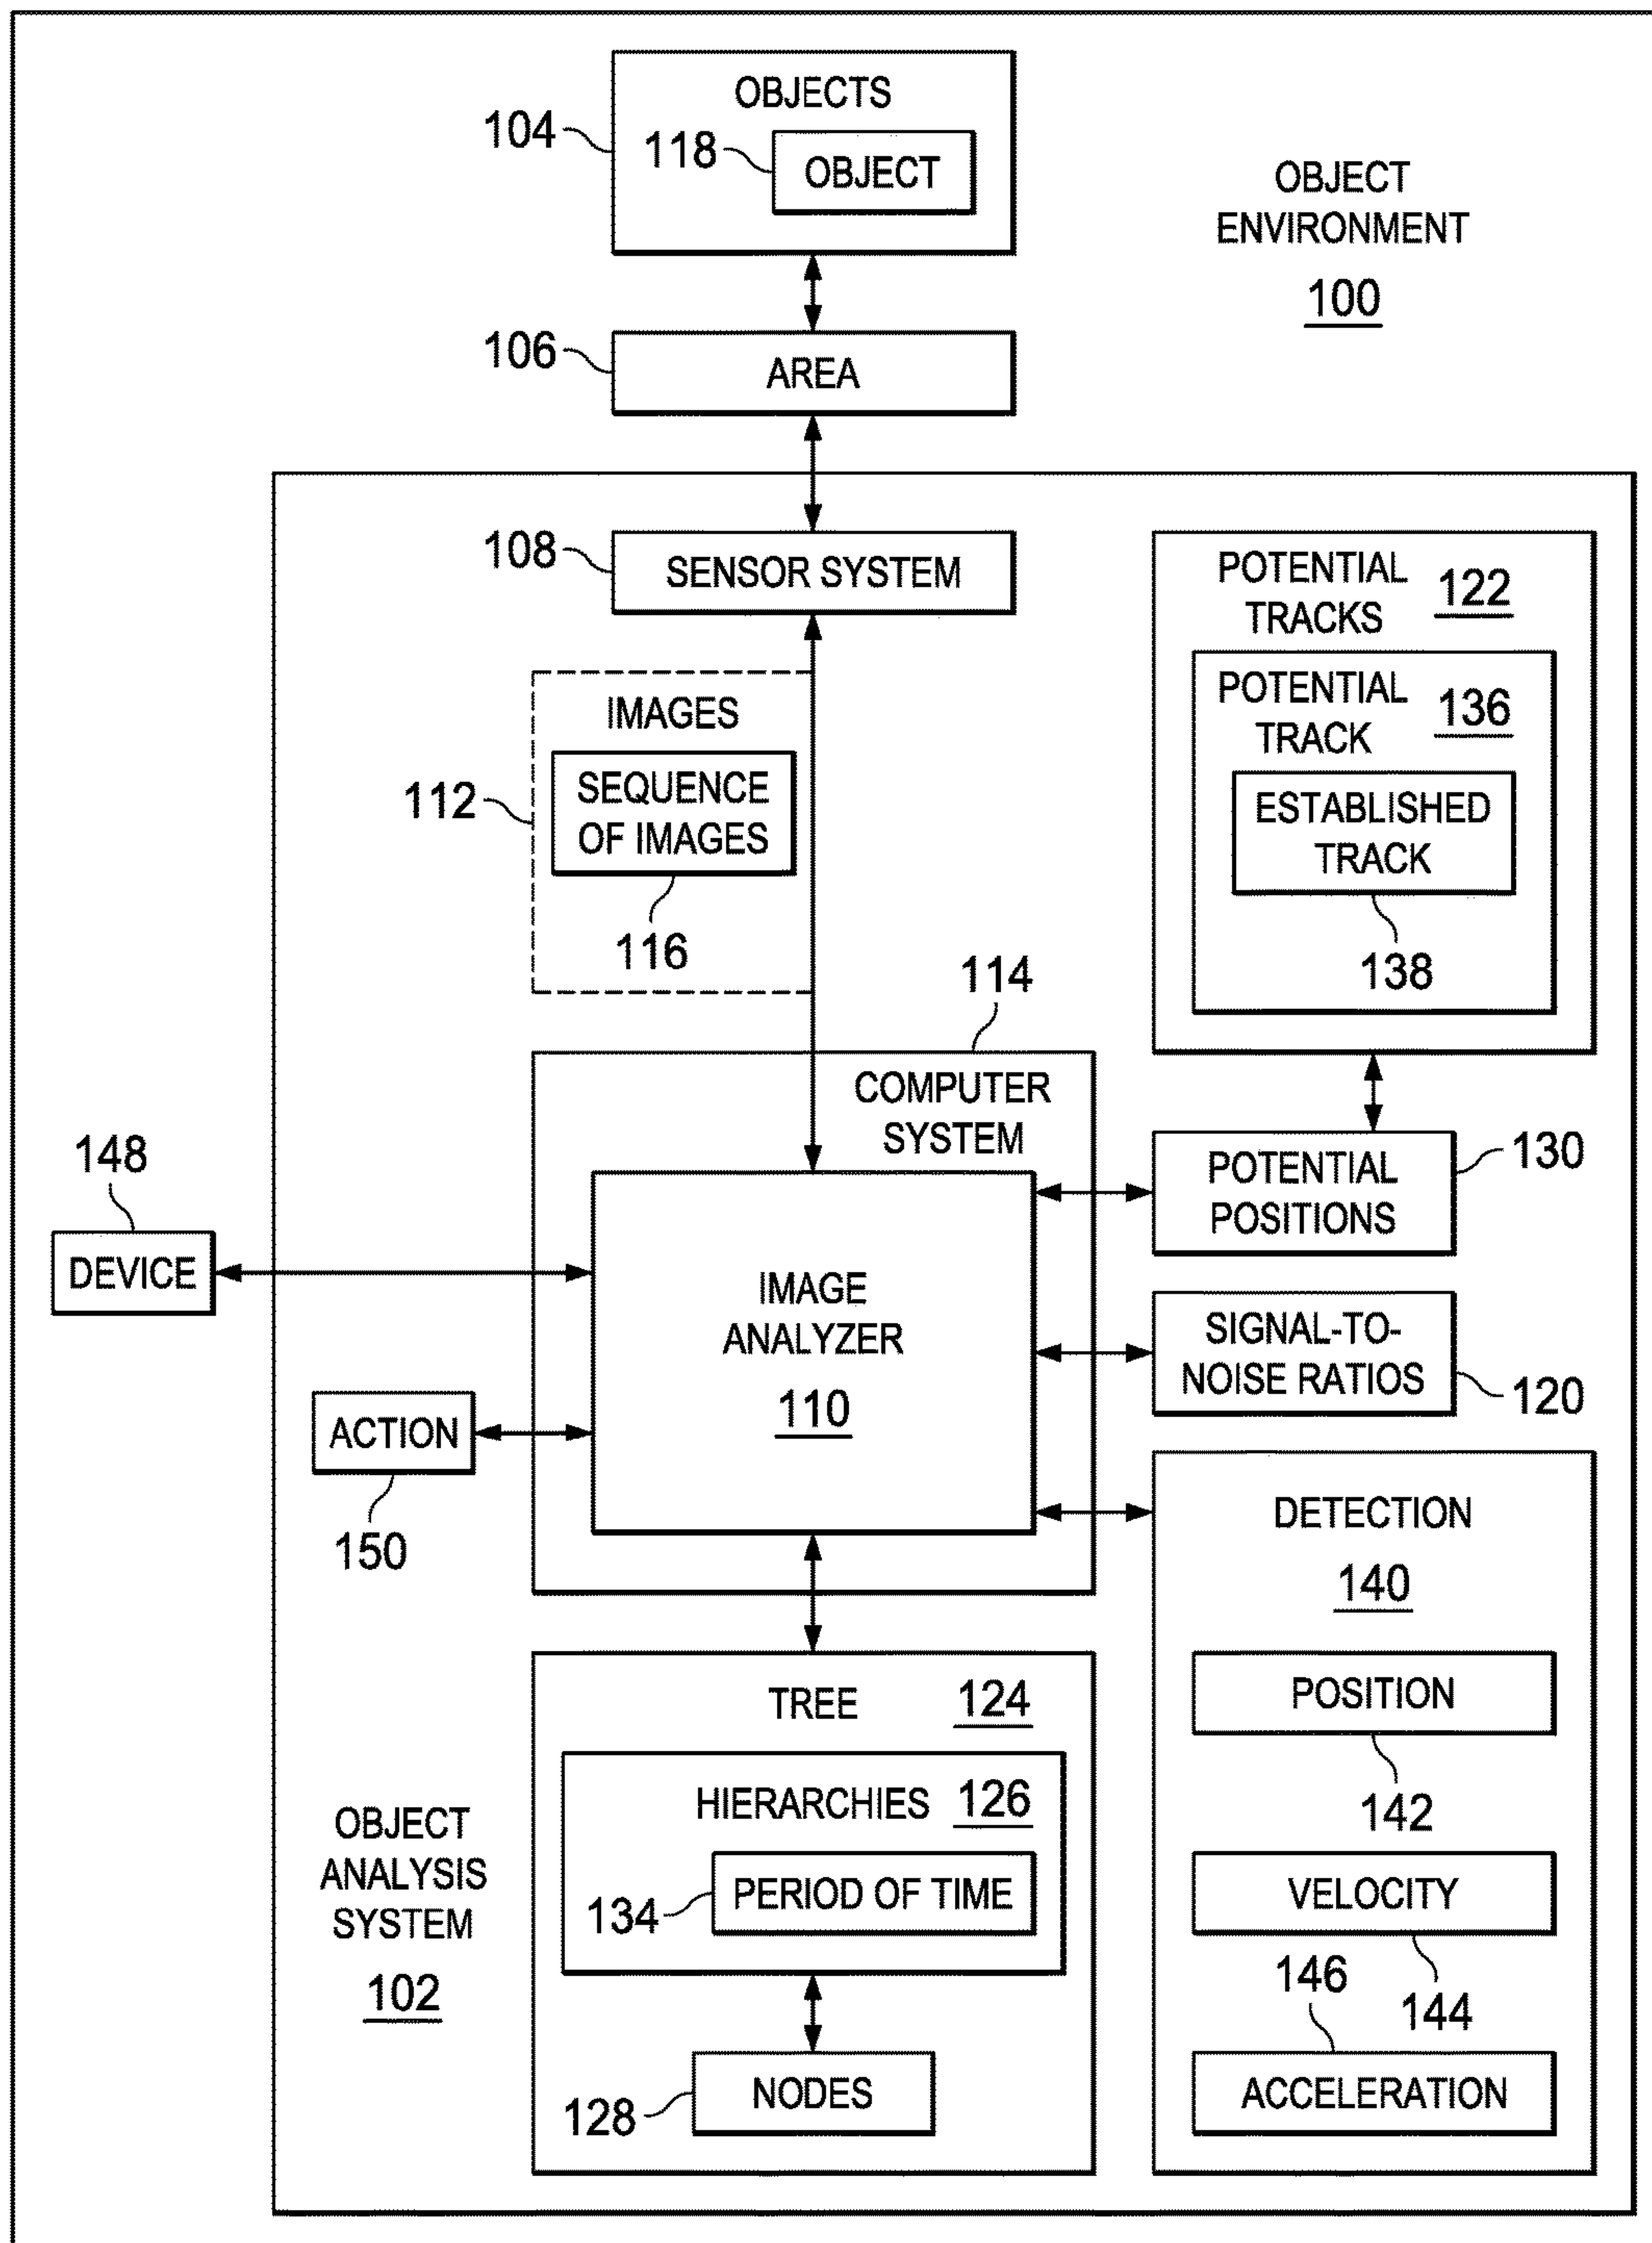 OBJECTS
104
118
OBJECT
OBJECT
ENVIRONMENT
100
106
AREA
108
SENSOR SYSTEM
POTENTIAL
TRACKS
122
POTENTIAL
TRACK
136
ESTABLISHED
TRACK
138
IMAGES
SEQUENCE
OF IMAGES
112
116
114
COMPUTER
SYSTEM
148
DEVICE
IMAGE
ANALYZER
110
POTENTIAL
POSITIONS
130
SIGNAL-TO-
NOISE RATIOS
120
ACTION
150
DETECTION
140
POSITION
142
VELOCITY
144
146
ACCELERATION
TREE
124
HIERARCHIES
126
134
PERIOD OF TIME
128
NODES
OBJECT
ANALYSIS
SYSTEM
102